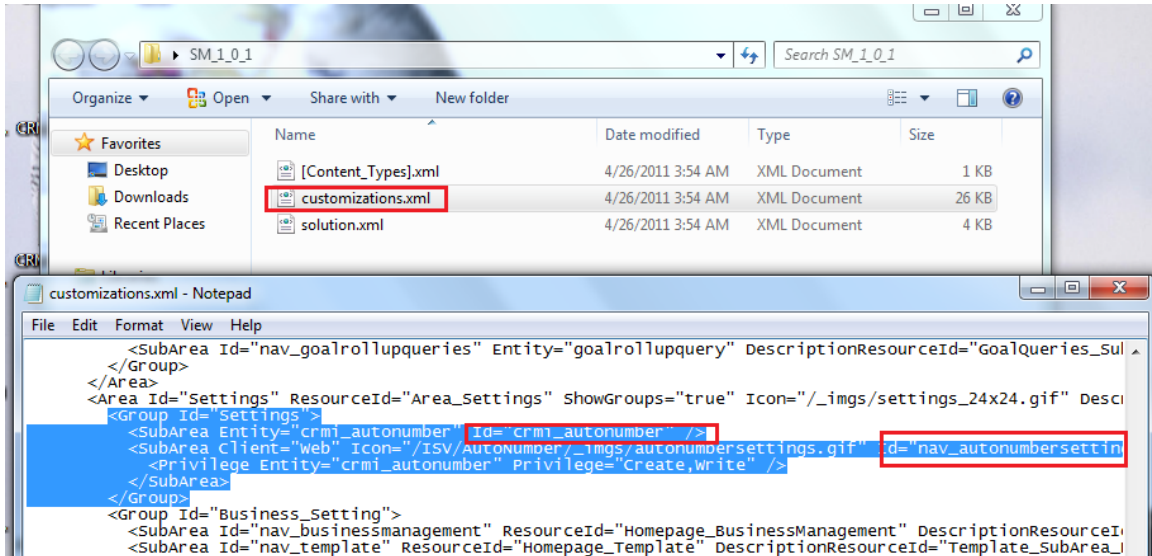 SM_1_0_1
Search SM_1_0_1
Organize Open Share with New folder
Favorites
Desktop
Downloads
Recent Places
Name Date modified Type Size
[Content_Types].xml 4/26/2011 3:54 AM XML Document 1 KB
customizations.xml 4/26/2011 3:54 AM XML Document 26 KB
solution.xml 4/26/2011 3:54 AM XML Document 4 KB
customizations.xml - Notepad
File Edit Format View Help
<SubArea Id="nav_goalrollupqueries" Entity="goalrollupquery" DescriptionResourceId="GoalQueries_Su
</Group>
</Area>
<Area Id="Settings" ResourceId="Area_Settings" ShowGroups="true" Icon="/_imgs/settings_24x24.gif" Desc
<Group Id="Settings">
<SubArea Entity="crmi_autonumber" Id="crmi_autonumber" />
<SubArea Client="Web" Icon="/ISV/AutoNumber/_imgs/autonumbersettings.gif" Id="nav_autonumbersettin
<Privilege Entity="crmi_autonumber" Privilege="Create,Write" />
</SubArea>
</Group>
<Group Id="Business_Setting">
<SubArea Id="nav_businessmanagement" ResourceId="Homepage_BusinessManagement" DescriptionResourceI
<SubArea Id="nav_template" ResourceId="Homepage_Template" DescriptionResourceId="Template_SubArea_